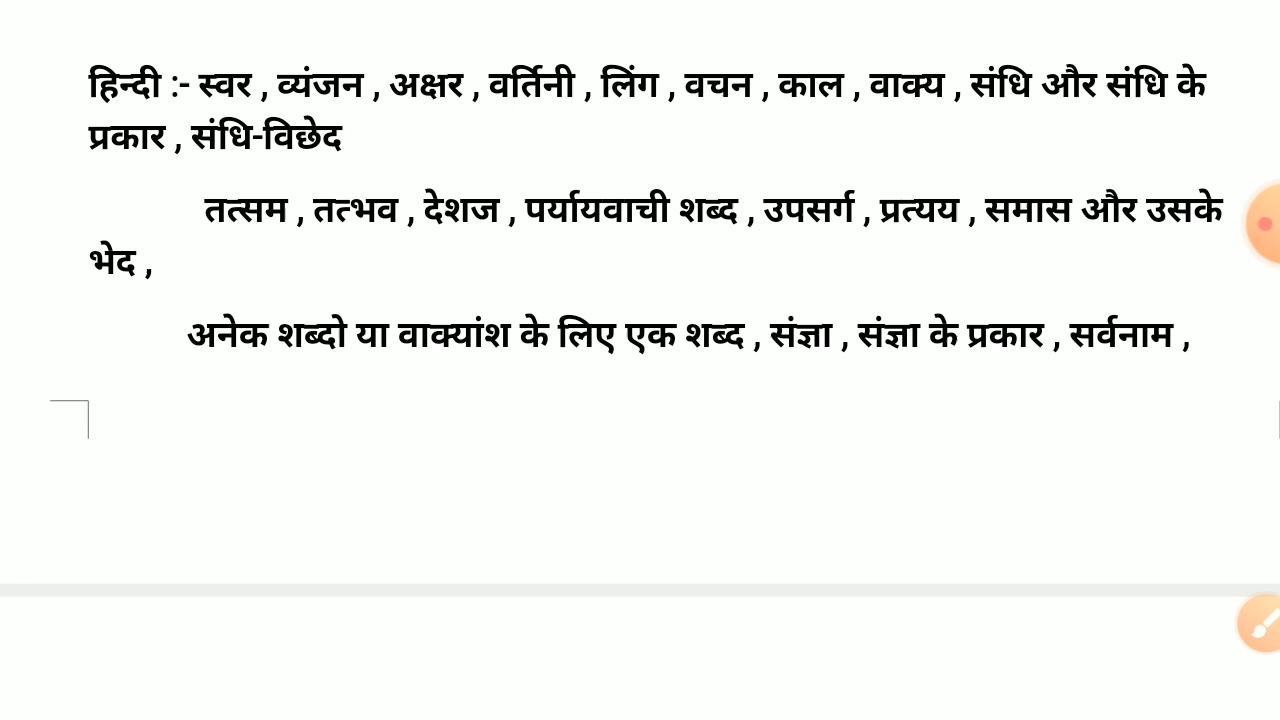 हिन्दी :- स्वर , व्यंजन , अक्षर , वर्तिनी , लिंग , वचन , काल , वाक्य , संधि और संधि के
प्रकार , संधि-विछेद
तत्सम , तत्भव , देशज , पर्यायवाची शब्द , उपसर्ग , प्रत्यय , समास और उसके
भेद ,
अनेक शब्दो या वाक्यांश के लिए एक शब्द , संज्ञा , संज्ञा के प्रकार , सर्वनाम ,